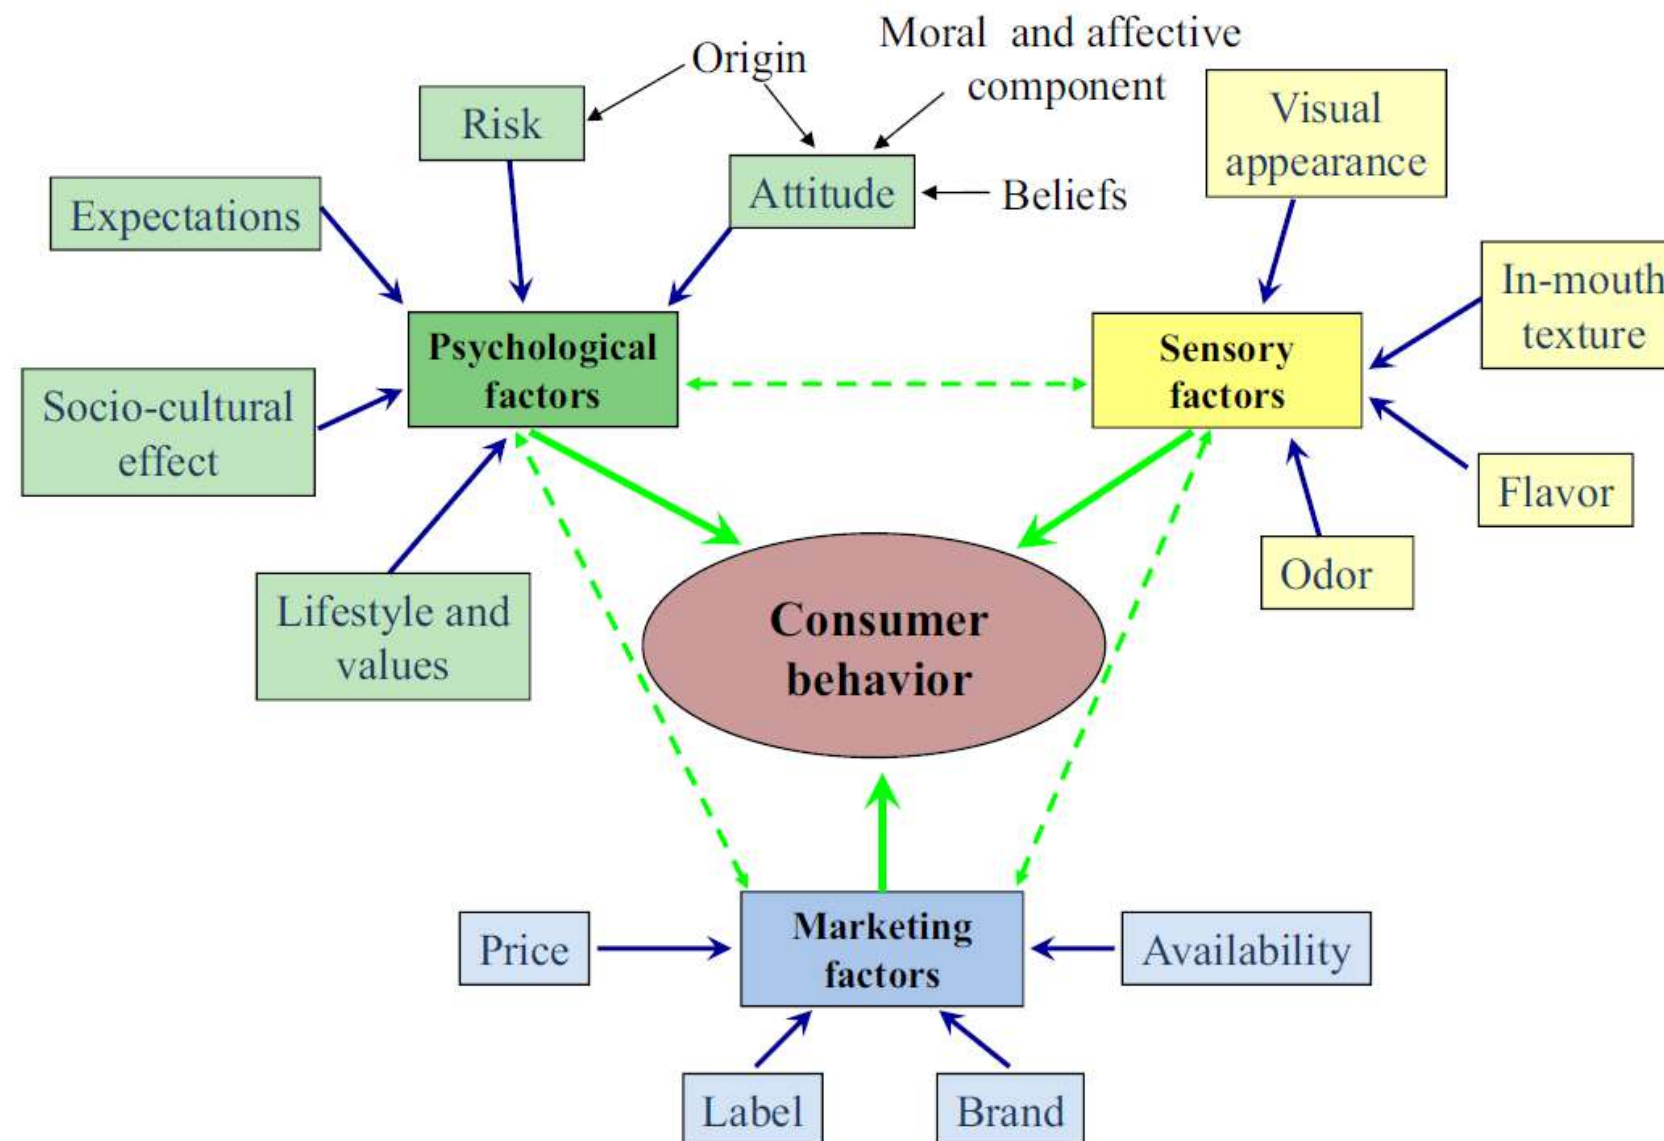 Moral and affective
component
Origin
Risk
Visual
appearance
Attitude
Beliefs
Expectations
In-mouth
texture
Psychological
factors
Sensory
factors
Socio-cultural
effect
Flavor
Odor
Lifestyle and
values
Consumer
behavior
Marketing
factors
Price
Availability
Label
Brand